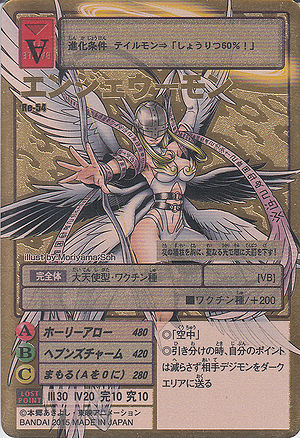 A
進化条件 テイルモン⇒「しょうりつ60%!」
エンジェウーモン
Re-54
illust by:Moriyama Soh
完全体 大天使型・ワクチン種 [VB]
■ワクチン種/+200
A ホーリーアロー 480
B ヘブンズチャーム 420
C まもる(Aを0に) 280
○「空中」
○引き分けの時、自分のポイント
は減らさず相手デジモンをダーク
エリアに送る
LOST POINT Ⅲ30 Ⅳ20 完10 究10
©本郷あきよし・東映アニメーション
BANDAI 2015 MADE IN JAPAN